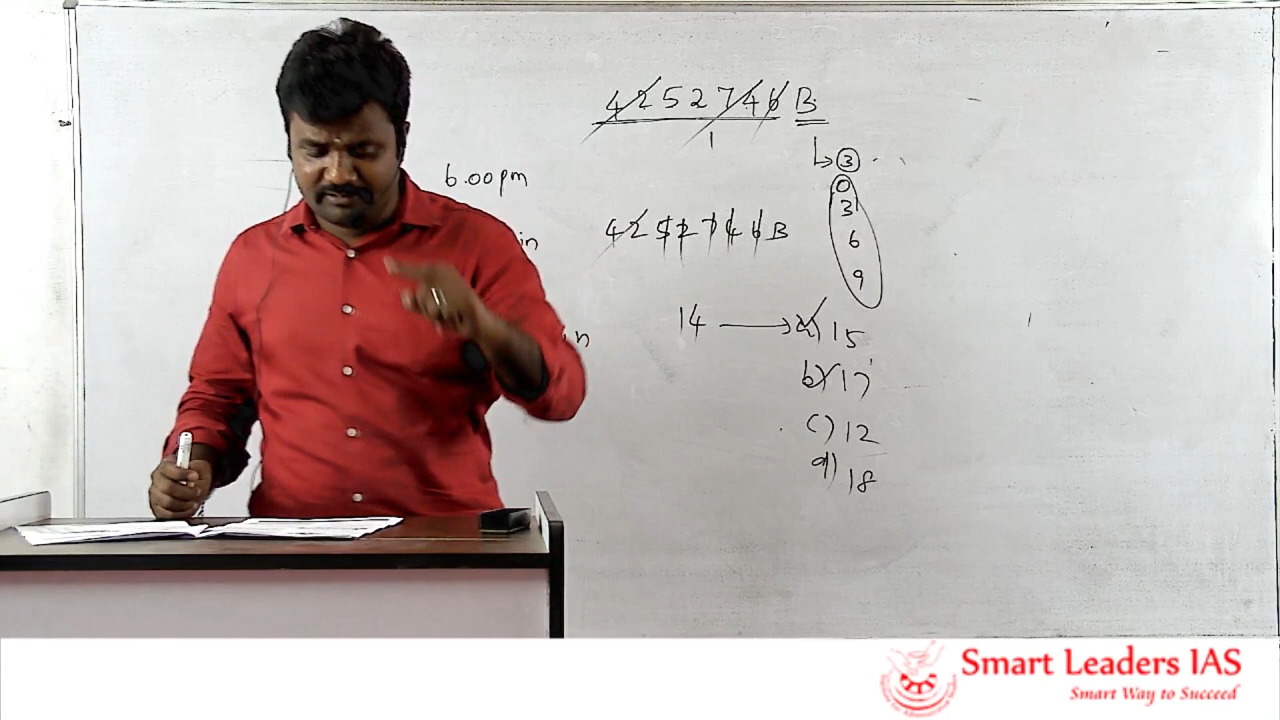 4252746B
1
3
6.00pm
0
3
6
9
in
4252746B
14 → a) 15
n
b) 17
c) 12
d) 18
Smart Leaders IAS
Smart Way to Succeed